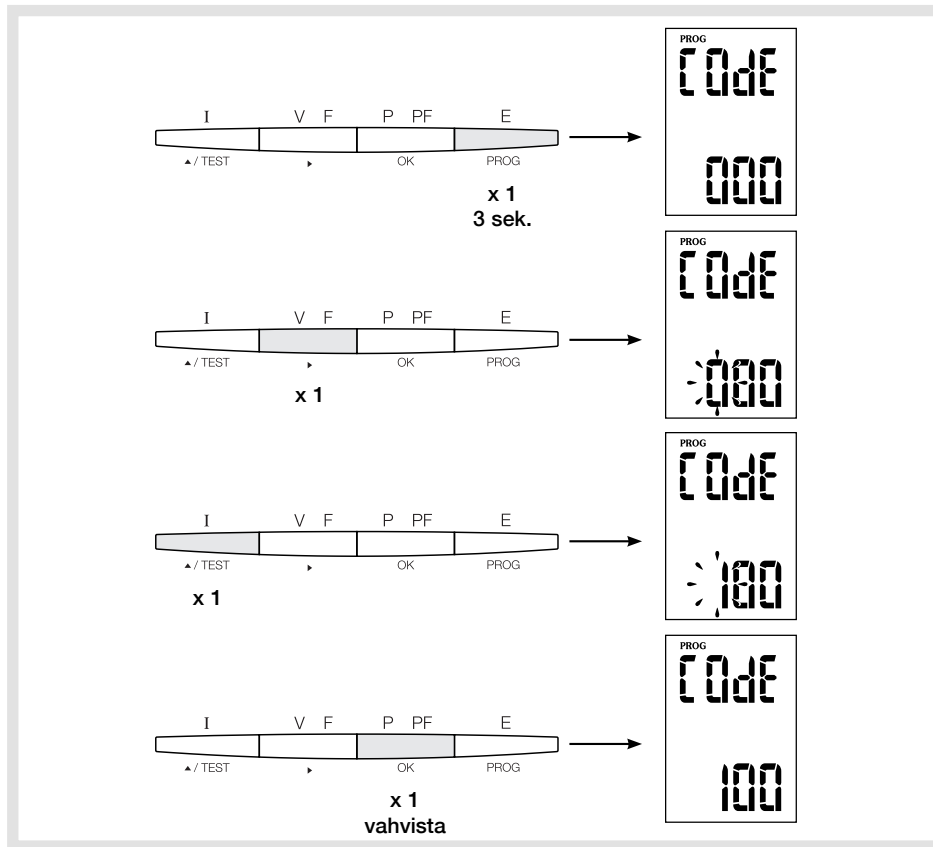 PROG
COdE
I V F P PF E
▲ / TEST ▶ OK PROG
000
x 1
3 sek.
PROG
COdE
I V F P PF E
▲ / TEST ▶ OK PROG
000
x 1
PROG
COdE
I V F P PF E
▲ / TEST ▶ OK PROG
100
x 1
PROG
COdE
I V F P PF E
▲ / TEST ▶ OK PROG
100
x 1
vahvista